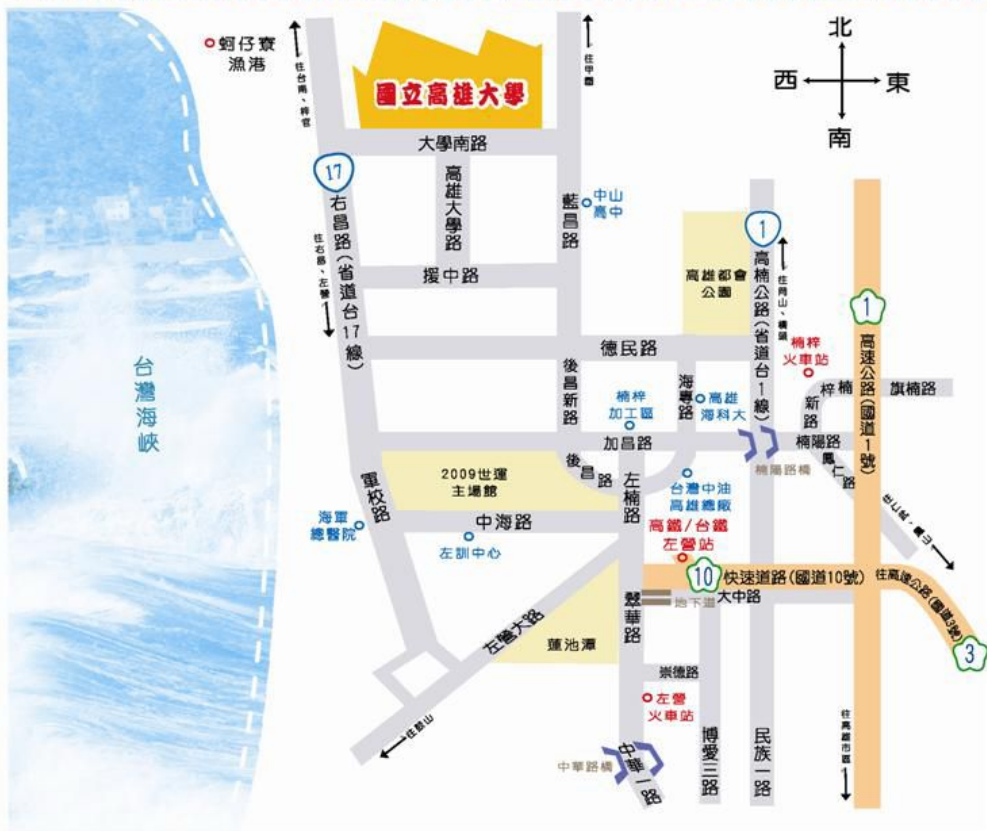 北
西 東
南
蚵仔寮
漁港
往台南、梓官
國立高雄大學
往甲圍
大學南路
17
右昌路(省道台17線)
高雄大學路
藍昌路
中山
高中
1
高楠公路(省道台1線)
往岡山、橋頭
高雄都會
公園
往右昌、左營
援中路
1
高速公路(國道1號)
德民路
楠梓
火車站
台灣海峽
後昌新路
楠梓
加工區
海專路
高雄
海科大
楠梓
新路
旗楠路
加昌路
楠陽路
楠陽路橋
鳳仁路
往仁武、鳳山
2009世運
主場館
後昌路
左楠路
台灣中油
高雄總廠
軍校路
海軍
總醫院
中海路
左訓中心
高鐵/台鐵
左營站
10
快速道路(國道10號)
往高速公路(國道3號)
3
大中路
地下道
翠華路
左營大路
蓮池潭
崇德路
左營
火車站
往鼓山
中華路橋
中華一路
博愛三路
民族一路
往高雄市區